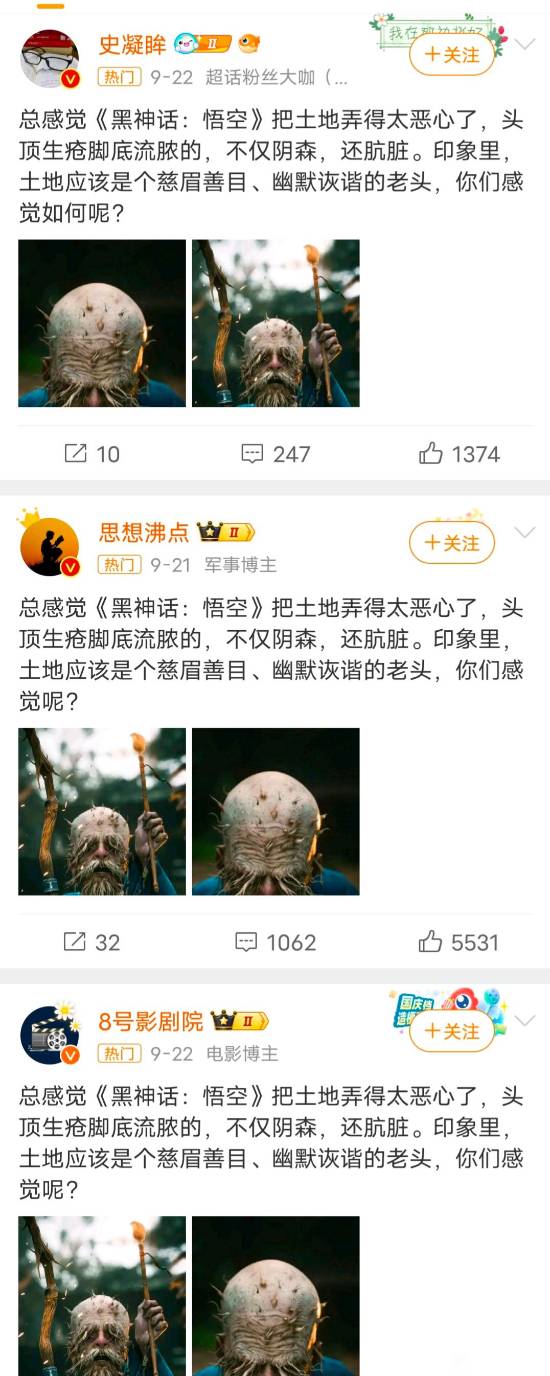 史凝眸 II
热门 9-22 超话粉丝大咖（...
+关注
总感觉《黑神话：悟空》把土地弄得太恶心了，头
顶生疮脚底流脓的，不仅阴森，还肮脏。印象里，
土地应该是个慈眉善目、幽默诙谐的老头，你们感
觉如何呢？
10 247 1374
思想沸点 II
热门 9-21 军事博主
+关注
总感觉《黑神话：悟空》把土地弄得太恶心了，头
顶生疮脚底流脓的，不仅阴森，还肮脏。印象里，
土地应该是个慈眉善目、幽默诙谐的老头，你们感
觉呢？
32 1062 5531
8号影剧院 II
热门 9-22 电影博主
国庆档
+关注
总感觉《黑神话：悟空》把土地弄得太恶心了，头
顶生疮脚底流脓的，不仅阴森，还肮脏。印象里，
土地应该是个慈眉善目、幽默诙谐的老头，你们感
觉呢？